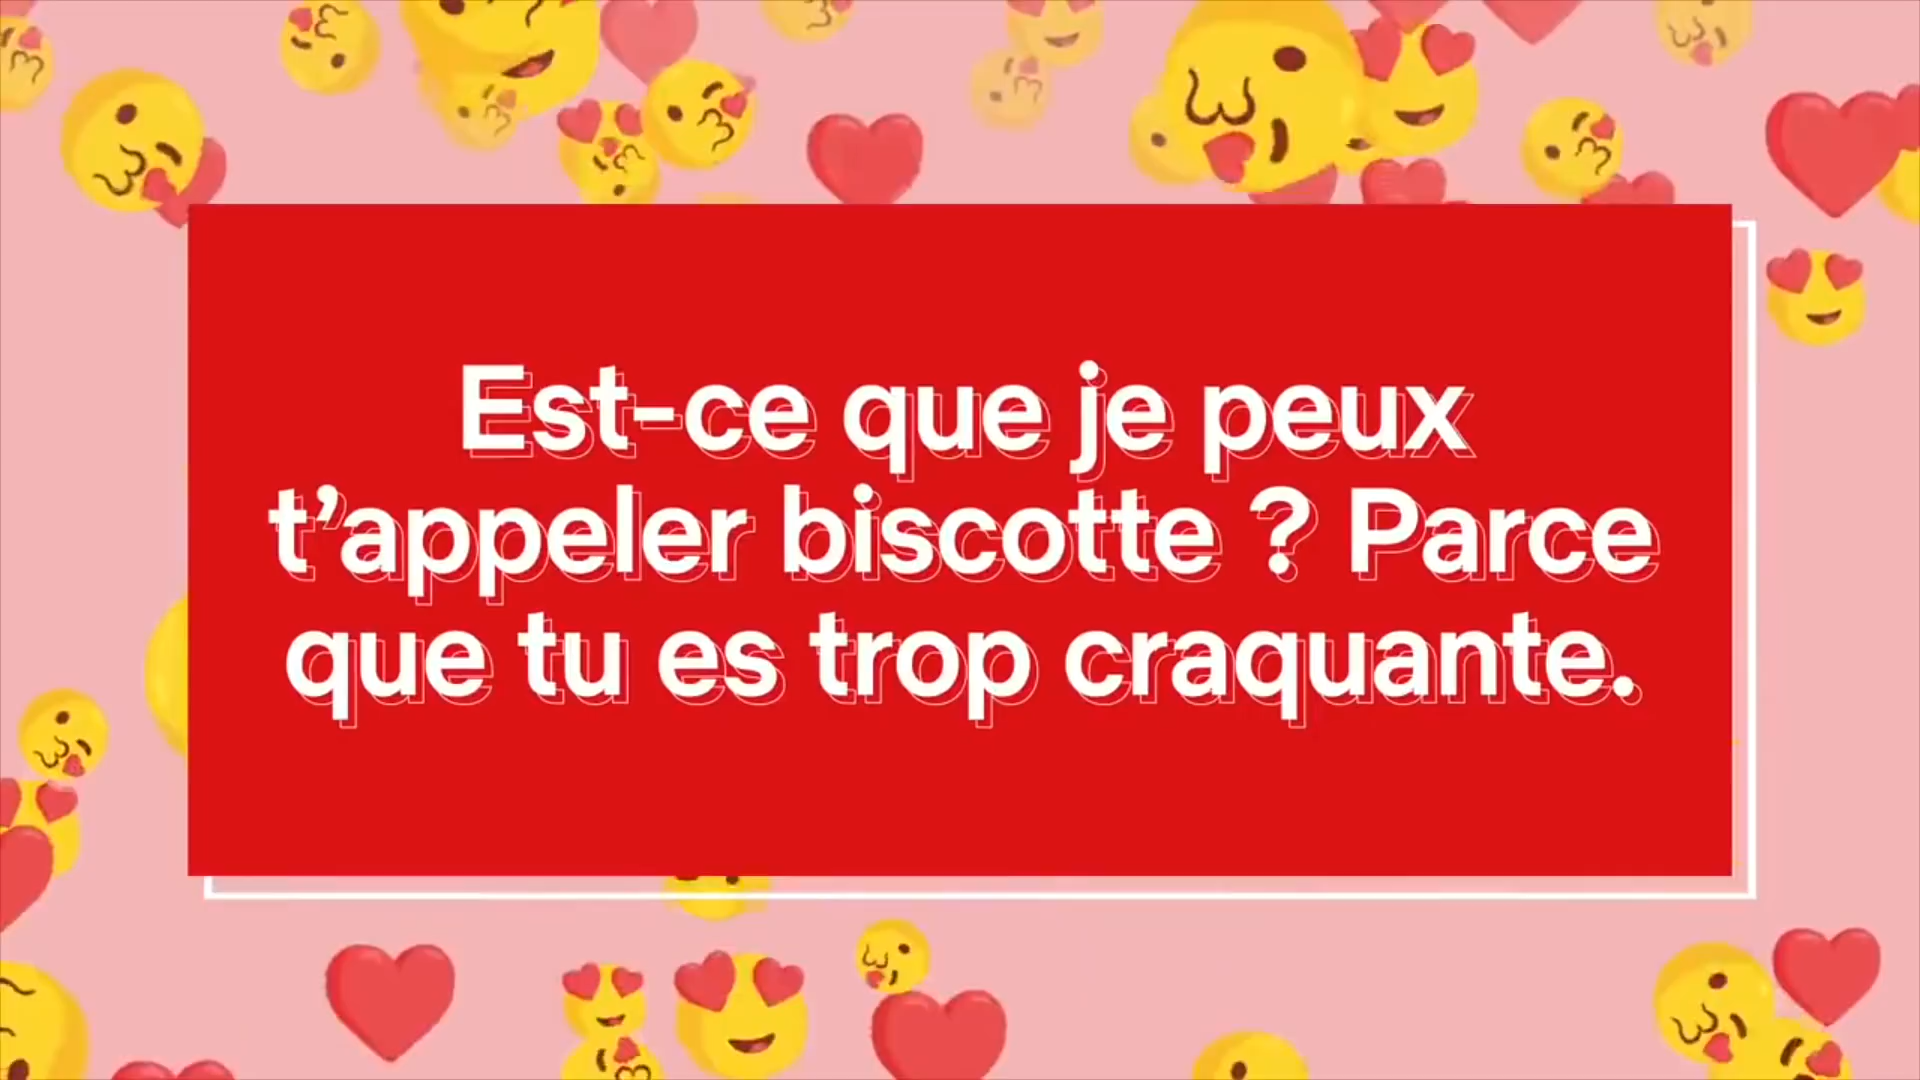 Est-ce que je peux
t’appeler biscotte ? Parce
que tu es trop craquante.